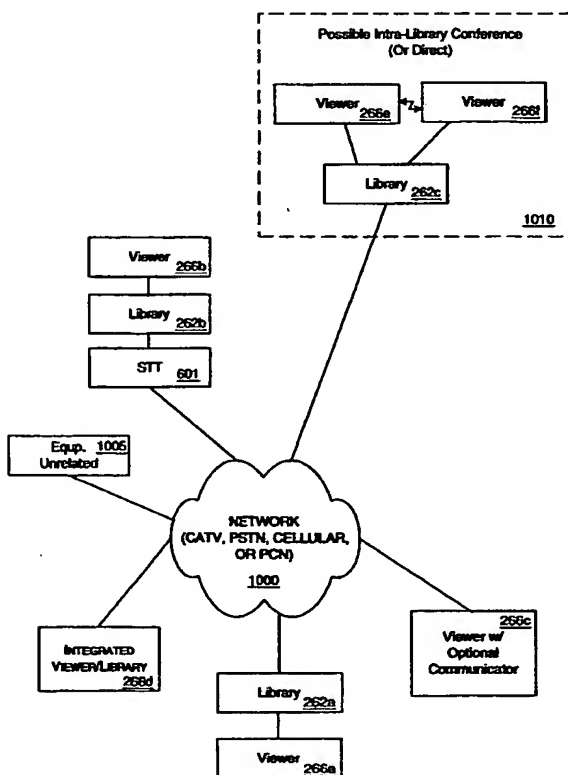 Possible Intra-Library Conference
(Or Direct)
Viewer
266e
Viewer
266f
Library
262c
1010
Viewer
266b
Library
262b
STT
601
Equp.
1005
Unrelated
NETWORK
(CATV, PSTN, CELLULAR,
OR PCN)
1000
266c
Viewer w/
Optional
Communicator
INTEGRATED
VIEWER/LIBRARY
266d
Library
262a
Viewer
266a